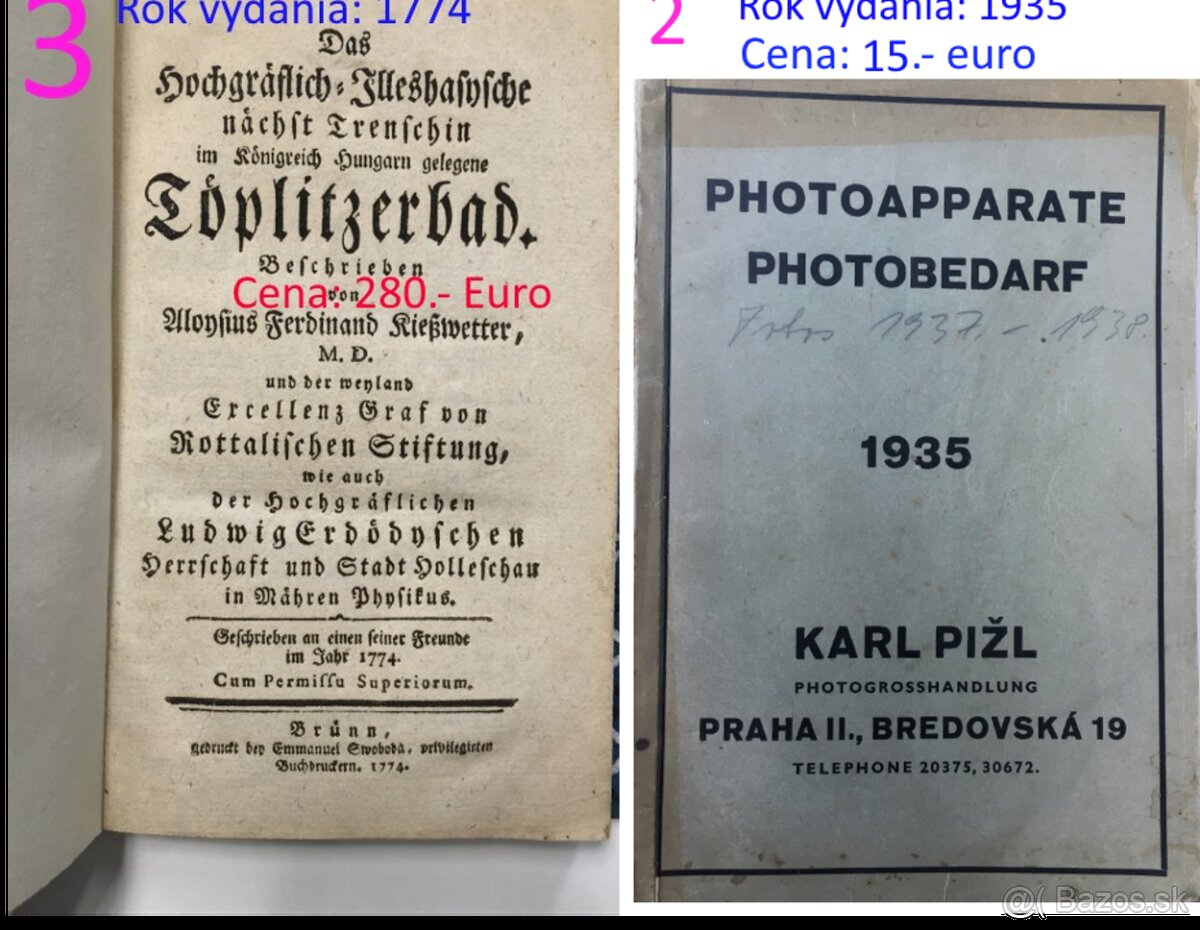 3
Rok vydania: 1774
Das
Hochgräflich-Illeshasysche
nächst Trenschin
im Königreich Hungarn gelegene
Töplitzerbad.
Beschrieben
von
Cena: 280.- Euro
Aloysius Ferdinand Kießwetter,
M. D.
und der weyland
Excellenz Graf von
Rottalischen Stiftung,
wie auch
der Hochgräflichen
Ludwig Erdödyschen
Herrschaft und Stadt Holleschau
in Mähren Physikus.
Geschrieben an einen seiner Freunde
im Jahr 1774.
Cum Permissu Superiorum.
Brünn,
gedruckt bey Emmanuel Swoboda, privilegirten
Buchdruckern. 1774.
2
Rok vydania: 1935
Cena: 15.- euro
PHOTOAPPARATE
PHOTOBEDARF
1937. - 1938.
1935
KARL PIŽL
PHOTOGROSSHANDLUNG
PRAHA II., BREDOVSKÁ 19
TELEPHONE 20375, 30672.
@( Bazos.sk